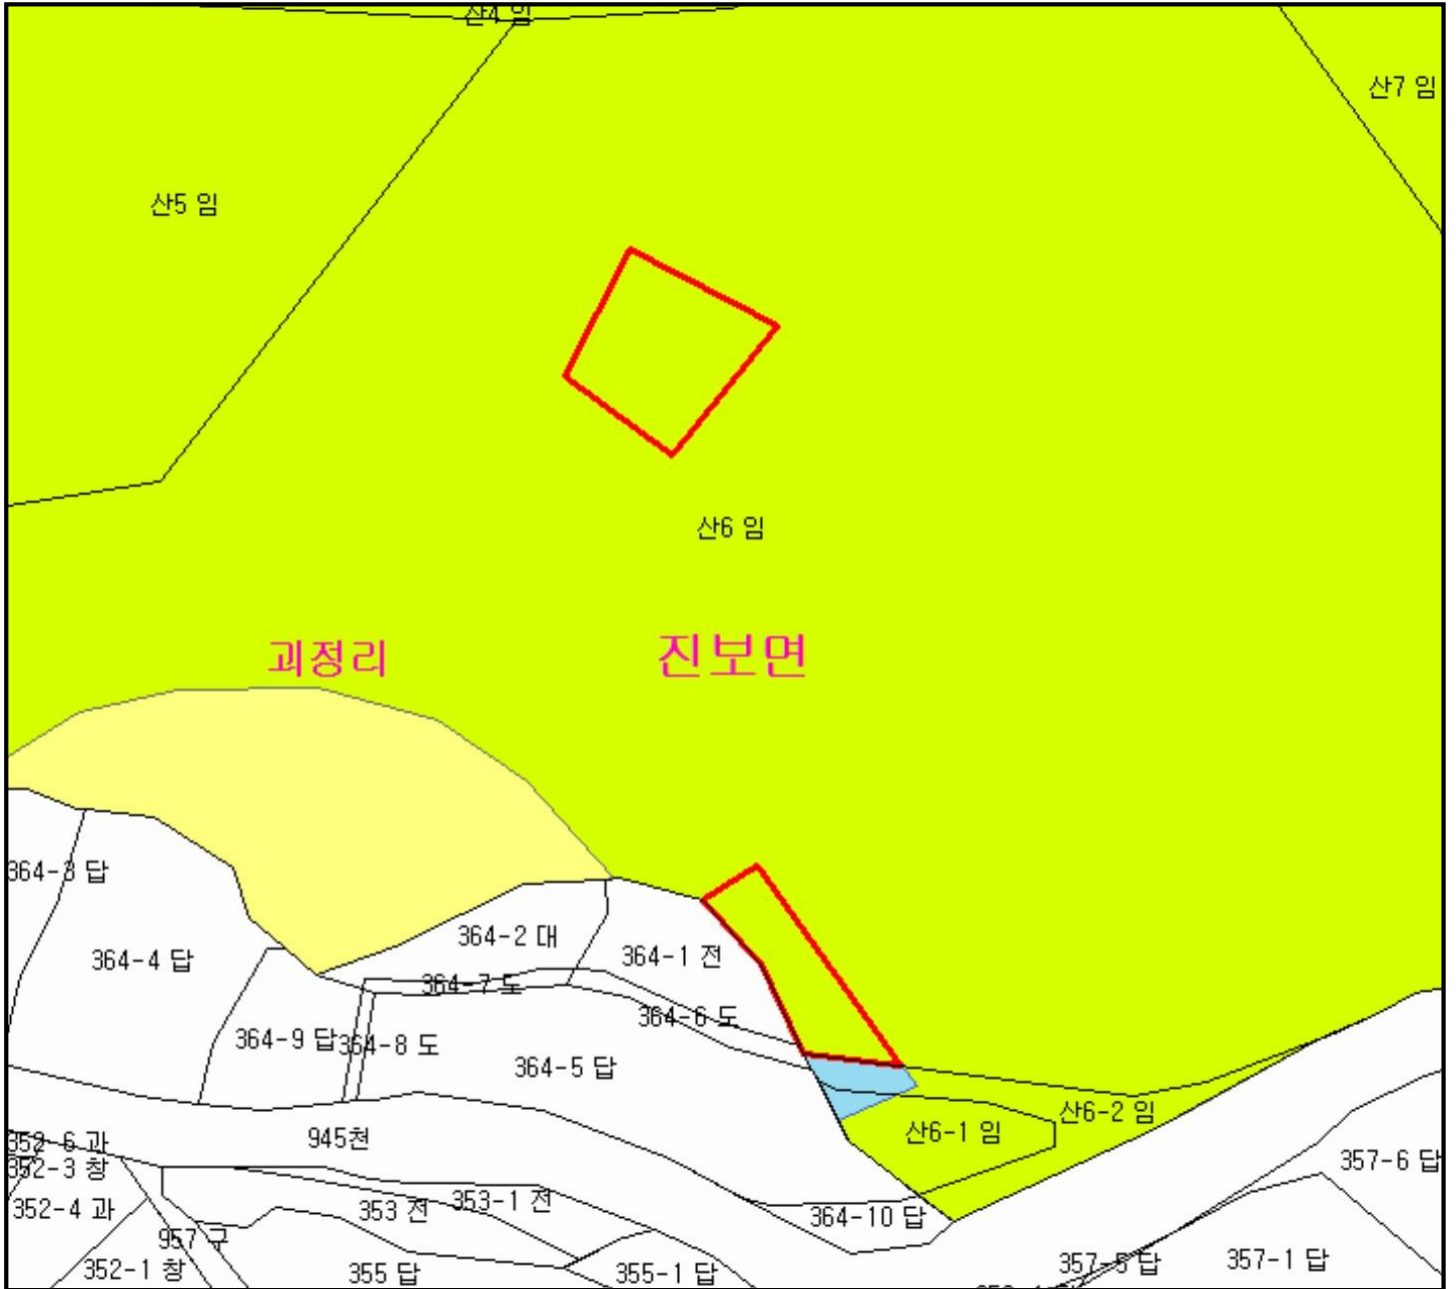 산4 임
산7 임
산5 임
산6 임
괴정리
진보면
364-3 답
364-2 대
364-1 전
364-4 답
364-7 도
364-6 도
364-9 답
364-8 도
364-5 답
산6-2 임
산6-1 임
945천
352-6 과
352-3 창
357-6 답
352-4 과
353 전
353-1 전
364-10 답
957 구
352-1 창
355 답
355-1 답
357-5 답
357-1 답